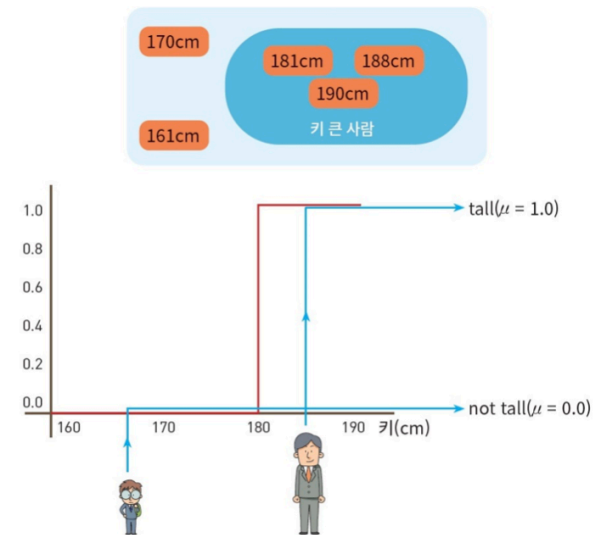 170cm
181cm
188cm
190cm
161cm
키 큰 사람
1.0
tall(μ = 1.0)
0.8
0.6
0.4
0.2
0.0
not tall(μ = 0.0)
160 170 180 190 키(cm)